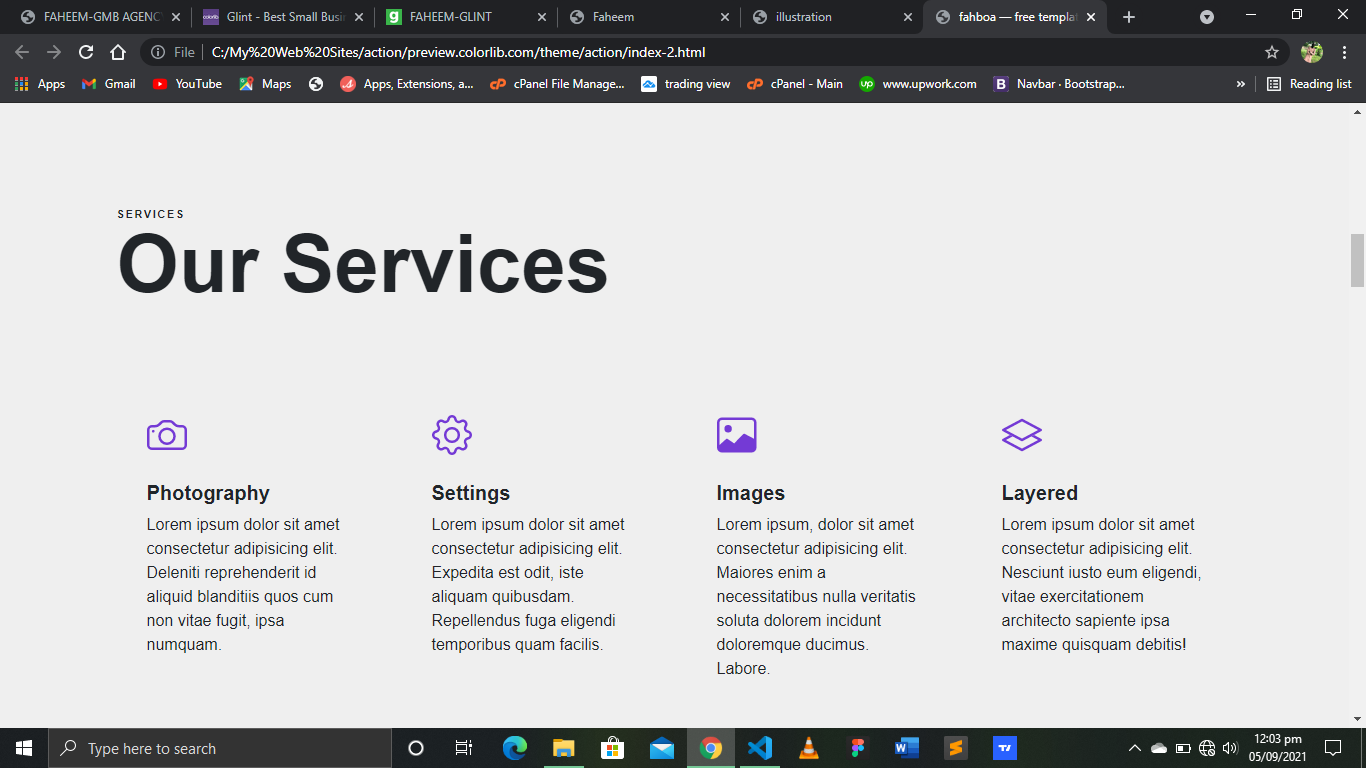 FAHEEM-GMB AGENC
Glint - Best Small Busi
FAHEEM-GLINT
Faheem
illustration
fahboa — free templat
File
C:/My%20Web%20Sites/action/preview.colorlib.com/theme/action/index-2.html
Apps
Gmail
YouTube
Maps
Apps, Extensions, a...
cPanel File Manage...
trading view
cPanel - Main
up
www.upwork.com
B
Navbar · Bootstrap...
»
Reading list
SERVICES
Our Services
Photography
Lorem ipsum dolor sit amet
consectetur adipisicing elit.
Deleniti reprehenderit id
aliquid blanditiis quos cum
non vitae fugit, ipsa
numquam.
Settings
Lorem ipsum dolor sit amet
consectetur adipisicing elit.
Expedita est odit, iste
aliquam quibusdam.
Repellendus fuga eligendi
temporibus quam facilis.
Images
Lorem ipsum, dolor sit amet
consectetur adipisicing elit.
Maiores enim a
necessitatibus nulla veritatis
soluta dolorem incidunt
doloremque ducimus.
Labore.
Layered
Lorem ipsum dolor sit amet
consectetur adipisicing elit.
Nesciunt iusto eum eligendi,
vitae exercitationem
architecto sapiente ipsa
maxime quisquam debitis!
Type here to search
12:03 pm
05/09/2021